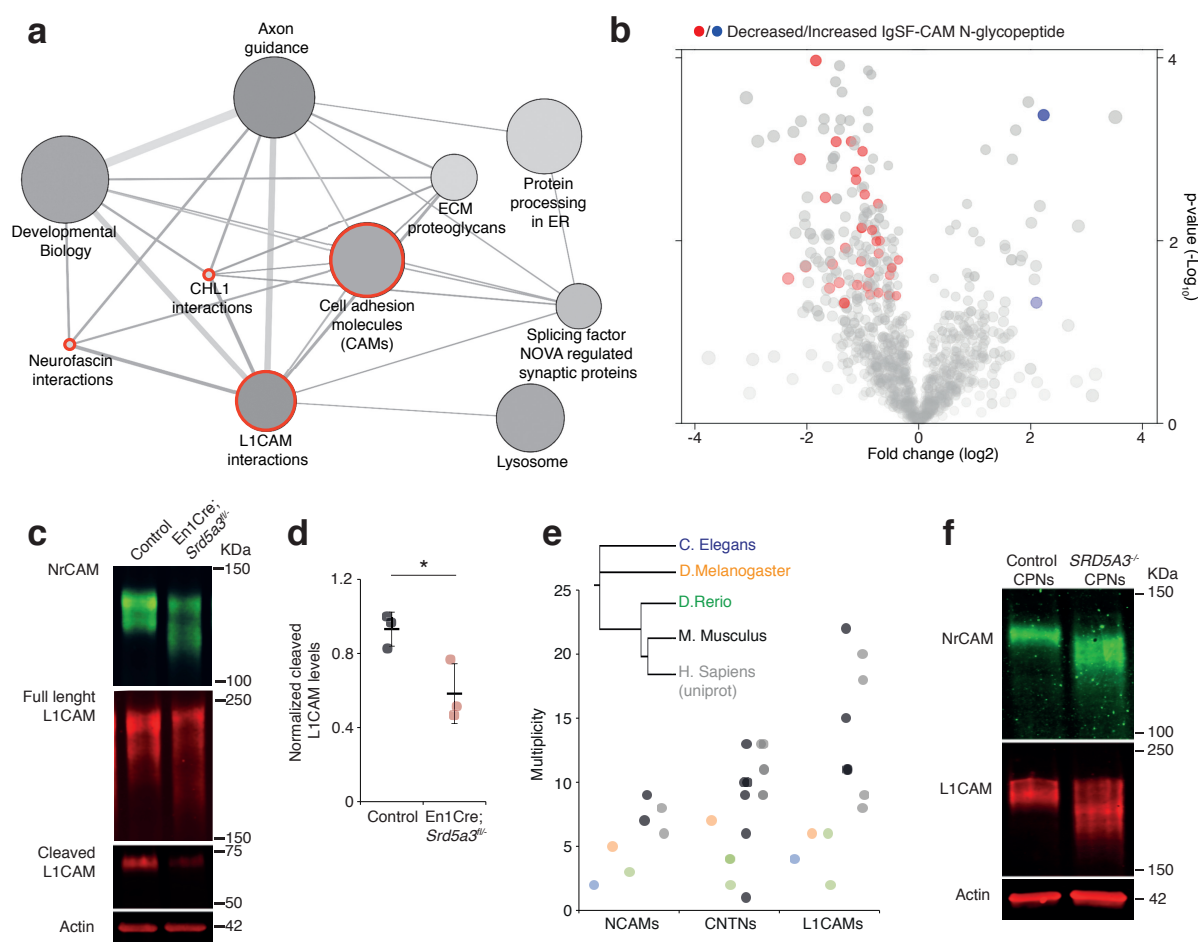 a
Axon
guidance
Developmental
Biology
ECM
proteoglycans
Protein
processing
in ER
CHL1
interactions
Cell adhesion
molecules
(CAMs)
Neurofascin
interactions
Splicing factor
NOVA regulated
synaptic proteins
L1CAM
interactions
Lysosome
b
/ Decreased/Increased IgSF-CAM N-glycopeptide
4
2
0
p-value (-Log10)
-4 -2 0 2 4
Fold change (log2)
c
Control
En1Cre;
Srd5a3fl/-
KDa
NrCAM
150
100
Full lenght
L1CAM
250
150
Cleaved
L1CAM
75
50
Actin
42
d
*
Normalized cleaved
L1CAM levels
1.2
0.8
0.4
0
Control
En1Cre;
Srd5a3fl/-
e
C. Elegans
D.Melanogaster
D.Rerio
M. Musculus
H. Sapiens
(uniprot)
Multiplicity
25
20
15
10
5
0
NCAMs CNTNs L1CAMs
f
Control
CPNs
SRD5A3-/-
CPNs
KDa
NrCAM
150
100
L1CAM
250
150
Actin
42